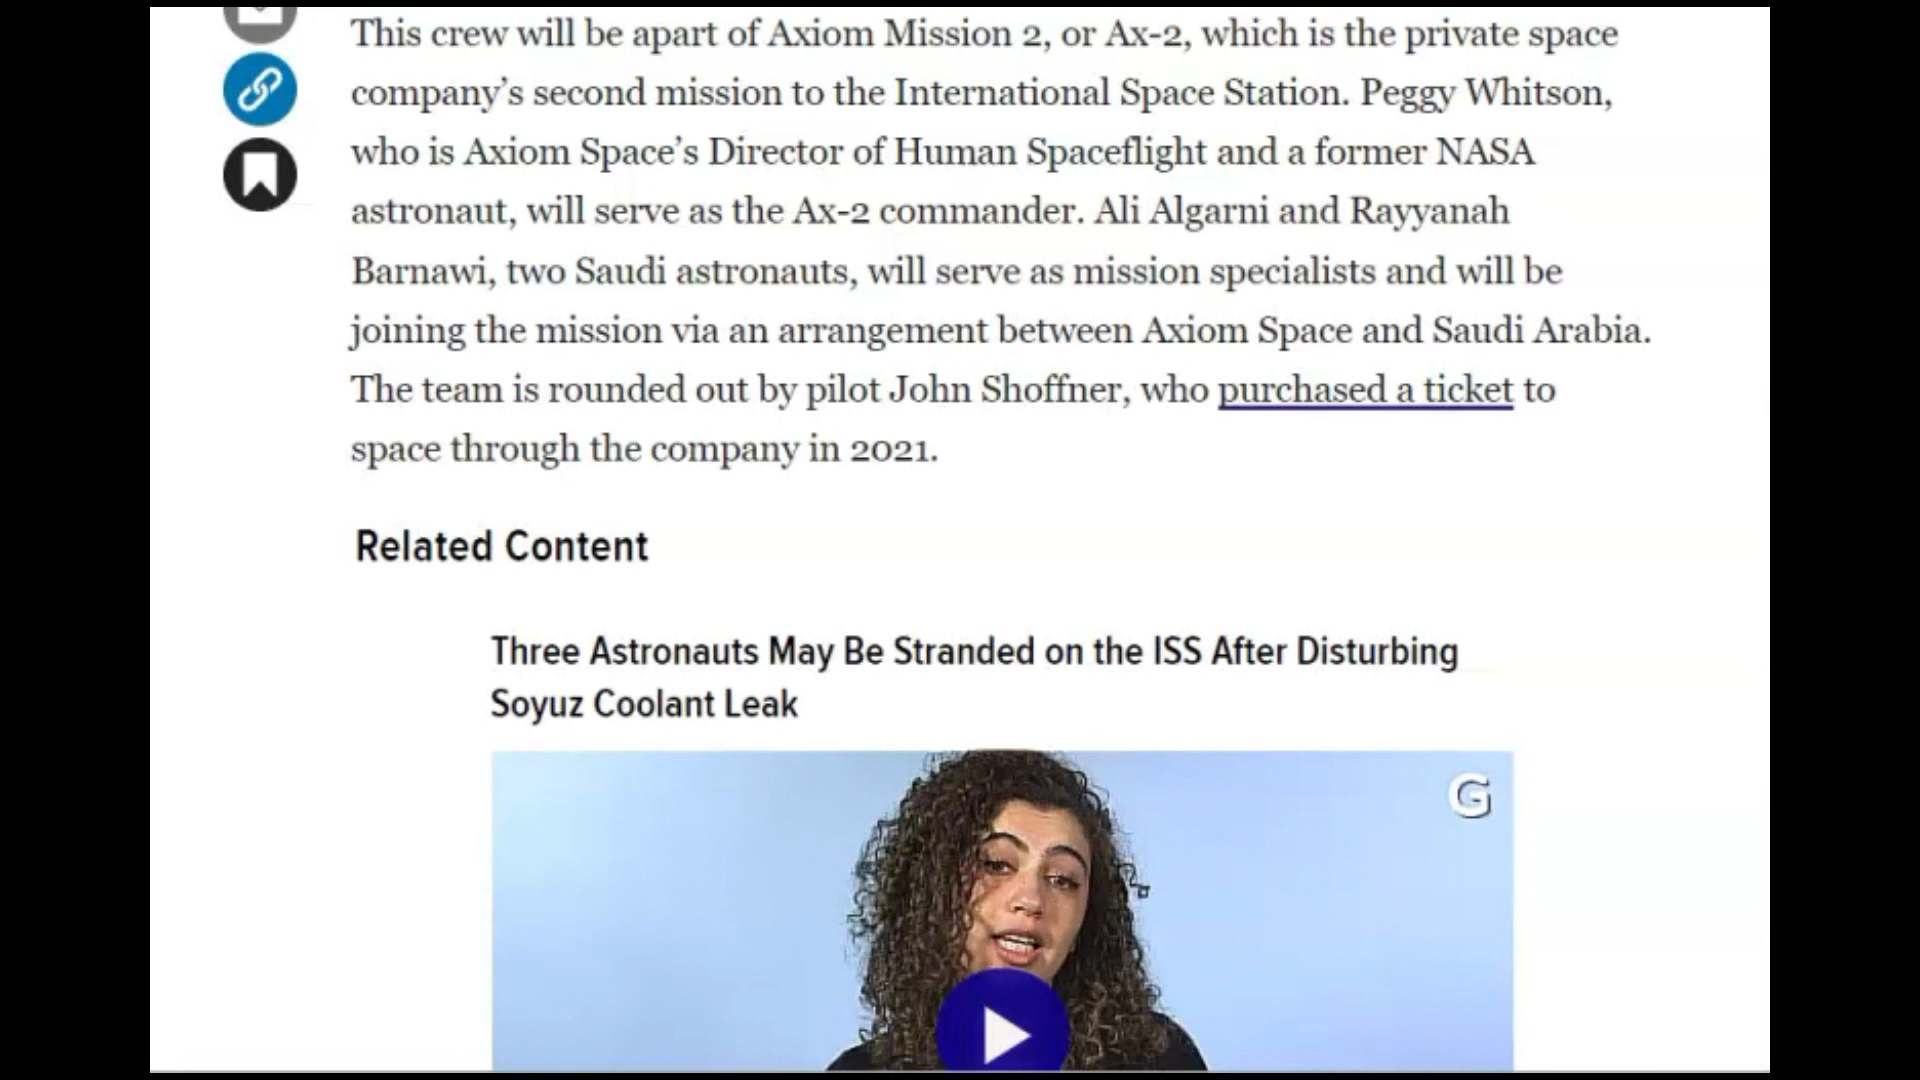 This crew will be apart of Axiom Mission 2, or Ax-2, which is the private space
company’s second mission to the International Space Station. Peggy Whitson,
who is Axiom Space’s Director of Human Spaceflight and a former NASA
astronaut, will serve as the Ax-2 commander. Ali Algarni and Rayyanah
Barnawi, two Saudi astronauts, will serve as mission specialists and will be
joining the mission via an arrangement between Axiom Space and Saudi Arabia.
The team is rounded out by pilot John Shoffner, who purchased a ticket to
space through the company in 2021.
Related Content
Three Astronauts May Be Stranded on the ISS After Disturbing
Soyuz Coolant Leak
G